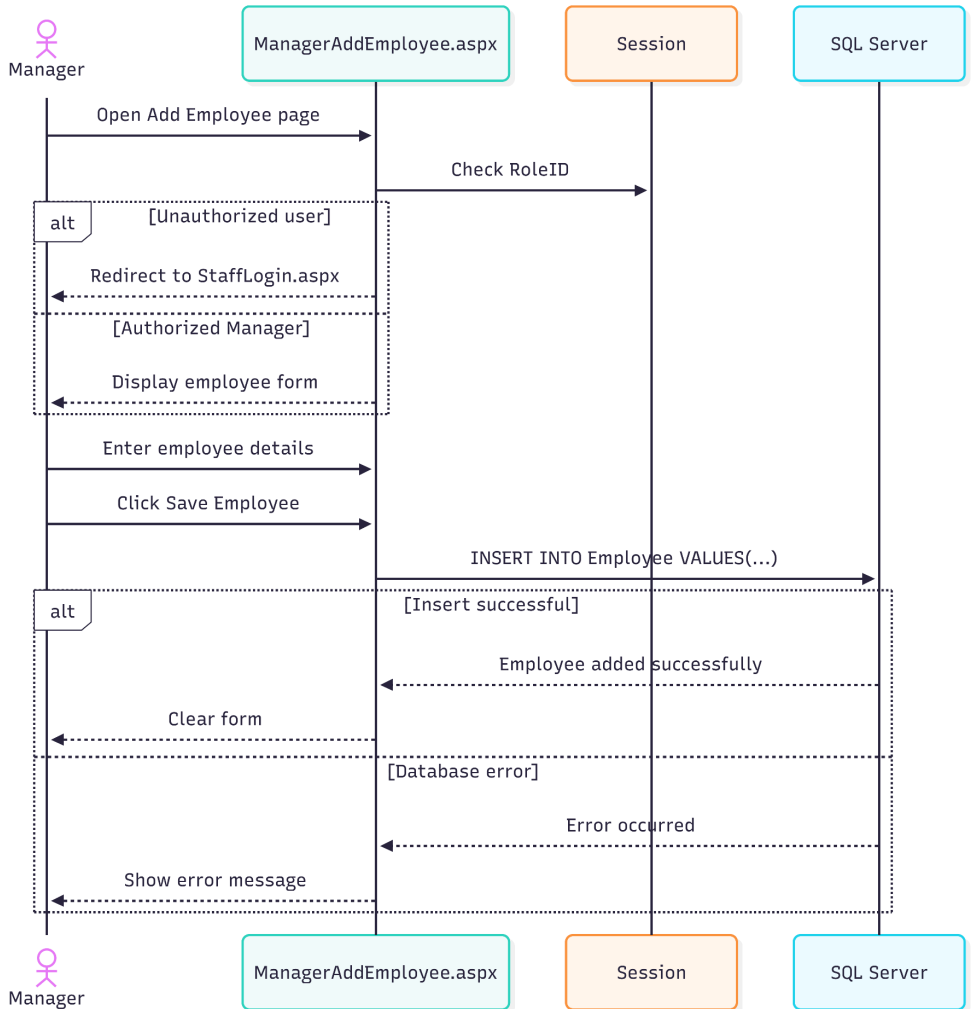 Manager
ManagerAddEmployee.aspx
Session
SQL Server
Open Add Employee page
Check RoleID
alt
[Unauthorized user]
Redirect to StaffLogin.aspx
[Authorized Manager]
Display employee form
Enter employee details
Click Save Employee
INSERT INTO Employee VALUES(...)
alt
[Insert successful]
Employee added successfully
Clear form
[Database error]
Error occurred
Show error message
Manager
ManagerAddEmployee.aspx
Session
SQL Server